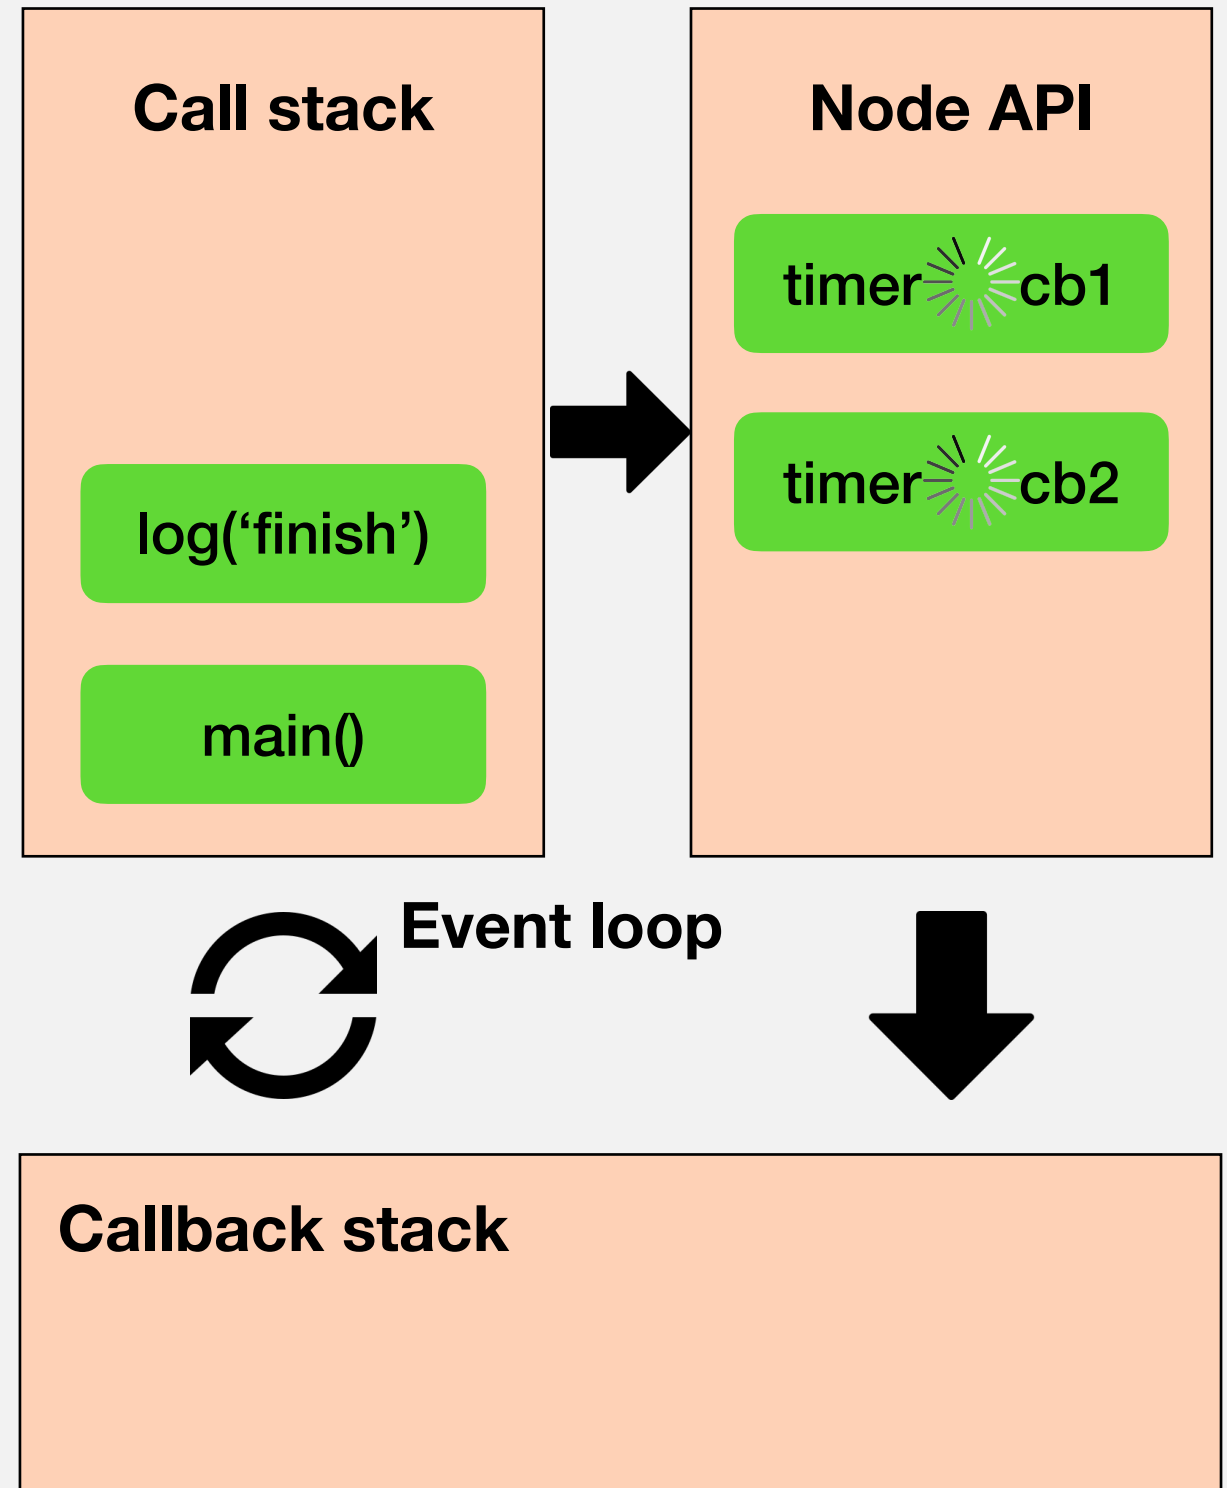 Call stack
log(‘finish’)
main()
Node API
timer cb1
timer cb2
Event loop
Callback stack